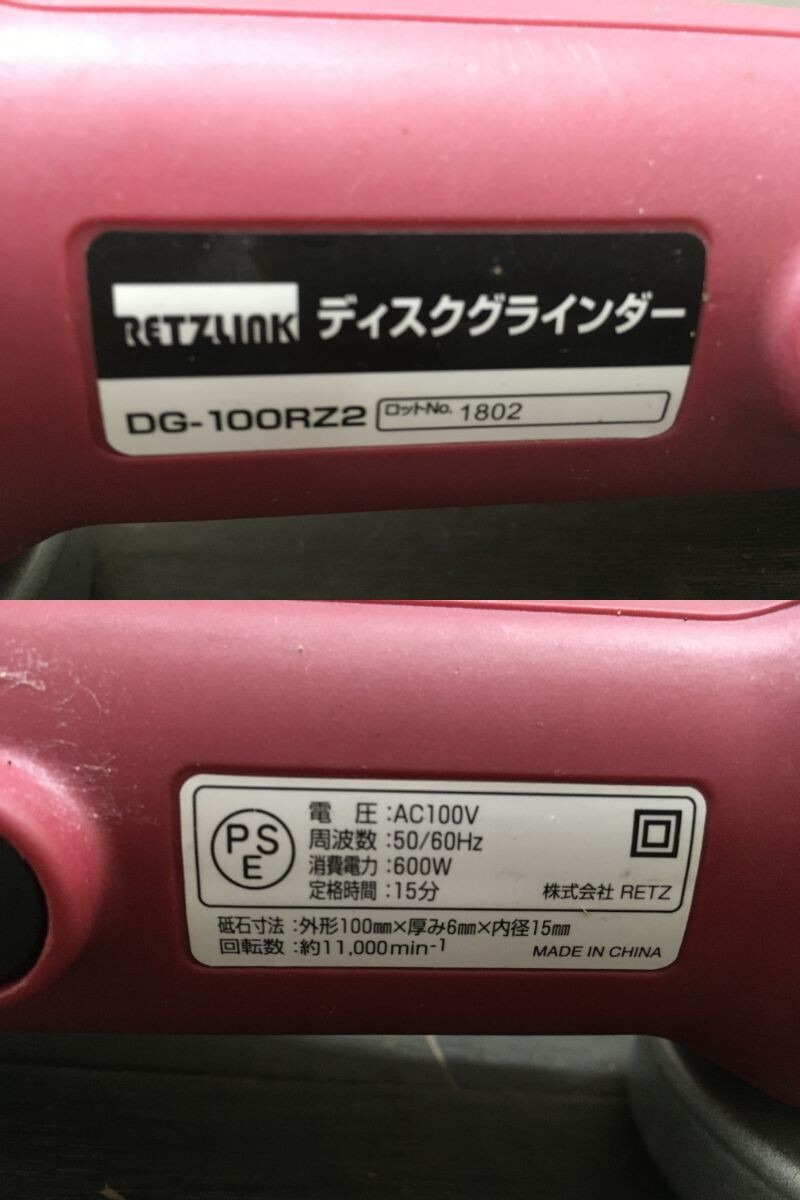 RETZLINK ディスクグラインダー
DG-100RZ2 ロットNo. 1802
PSE
電 圧:AC100V
周波数:50/60Hz
消費電力:600W
定格時間:15分
株式会社 RETZ
砥石寸法:外形100㎜×厚み6㎜×内径15㎜
回転数:約11,000min-1
MADE IN CHINA